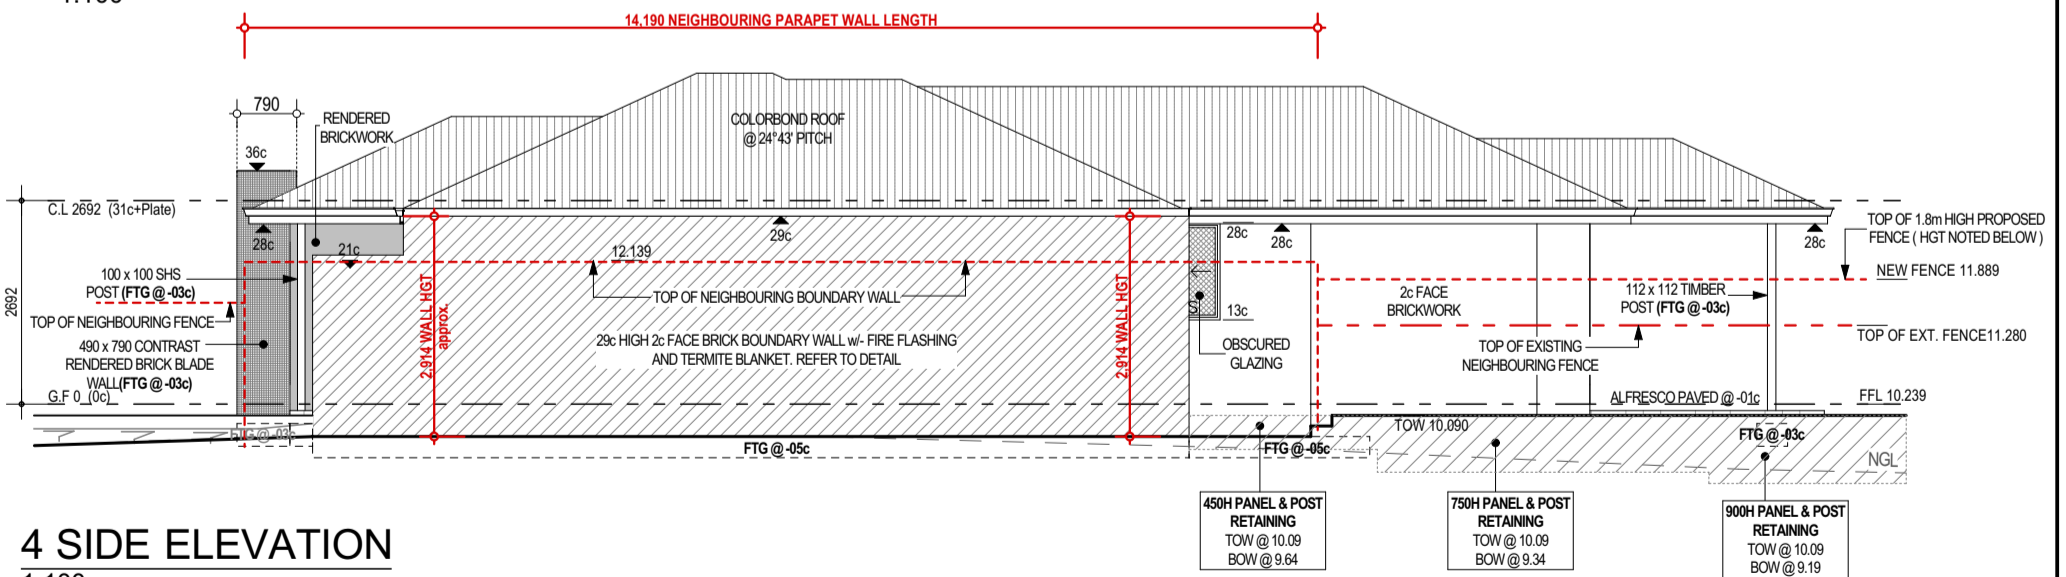 14.190 NEIGHBOURING PARAPET WALL LENGTH
790
RENDERED
BRICKWORK
COLORBOND ROOF
@ 24°43' PITCH
36c
C.L 2692 (31c+Plate)
28c
21c
29c
12.139
28c
28c
28c
TOP OF 1.8m HIGH PROPOSED
FENCE ( HGT NOTED BELOW )
100 x 100 SHS
POST (FTG @ -03c)
NEW FENCE 11.889
2692
TOP OF NEIGHBOURING BOUNDARY WALL
2c FACE
BRICKWORK
112 x 112 TIMBER
POST (FTG @ -03c)
S
13c
TOP OF NEIGHBOURING FENCE
2.914 WALL HGT
approx.
2.914 WALL HGT
29c HIGH 2c FACE BRICK BOUNDARY WALL w/- FIRE FLASHING
AND TERMITE BLANKET. REFER TO DETAIL
OBSCURED
GLAZING
TOP OF EXISTING
NEIGHBOURING FENCE
TOP OF EXT. FENCE11.280
490 x 790 CONTRAST
RENDERED BRICK BLADE
WALL(FTG @ -03c)
G.F 0 (0c)
ALFRESCO PAVED @ -01c
FFL 10.239
FTG @ -03c
TOW 10.090
FTG @ -03c
FTG @ -05c
FTG @ -05c
NGL
450H PANEL & POST
RETAINING
TOW @ 10.09
BOW @ 9.64
750H PANEL & POST
RETAINING
TOW @ 10.09
BOW @ 9.34
900H PANEL & POST
RETAINING
TOW @ 10.09
BOW @ 9.19
4 SIDE ELEVATION